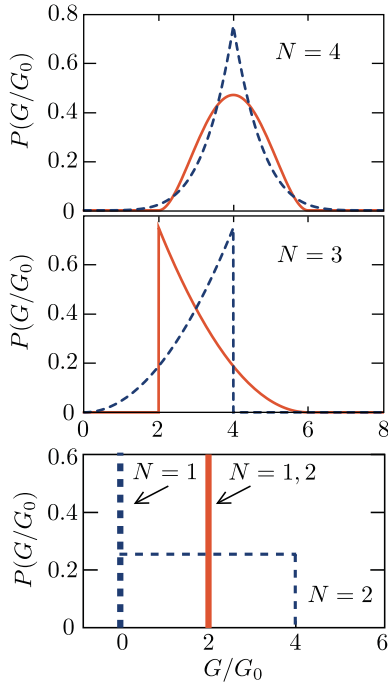 0.8
0.6
0.4
0.2
0
P(G/G₀)
N = 4
0.6
0.4
0.2
0
P(G/G₀)
N = 3
0 2 4 6 8
0.6
0.4
0.2
0
P(G/G₀)
N = 1 N = 1, 2
N = 2
0 2 4 6
G/G₀